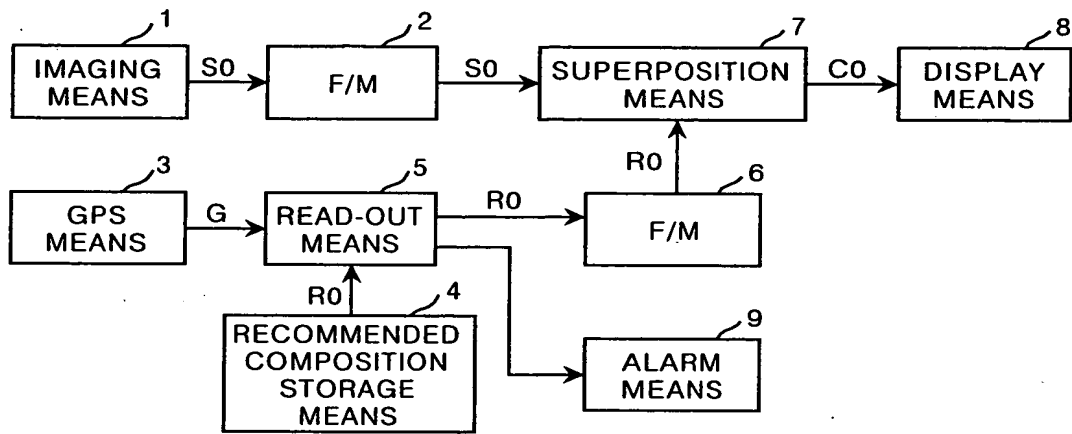 1
IMAGING
MEANS
S0
2
F/M
S0
7
SUPERPOSITION
MEANS
C0
8
DISPLAY
MEANS
R0
3
GPS
MEANS
G
5
READ-OUT
MEANS
R0
6
F/M
R0
4
RECOMMENDED
COMPOSITION
STORAGE
MEANS
9
ALARM
MEANS